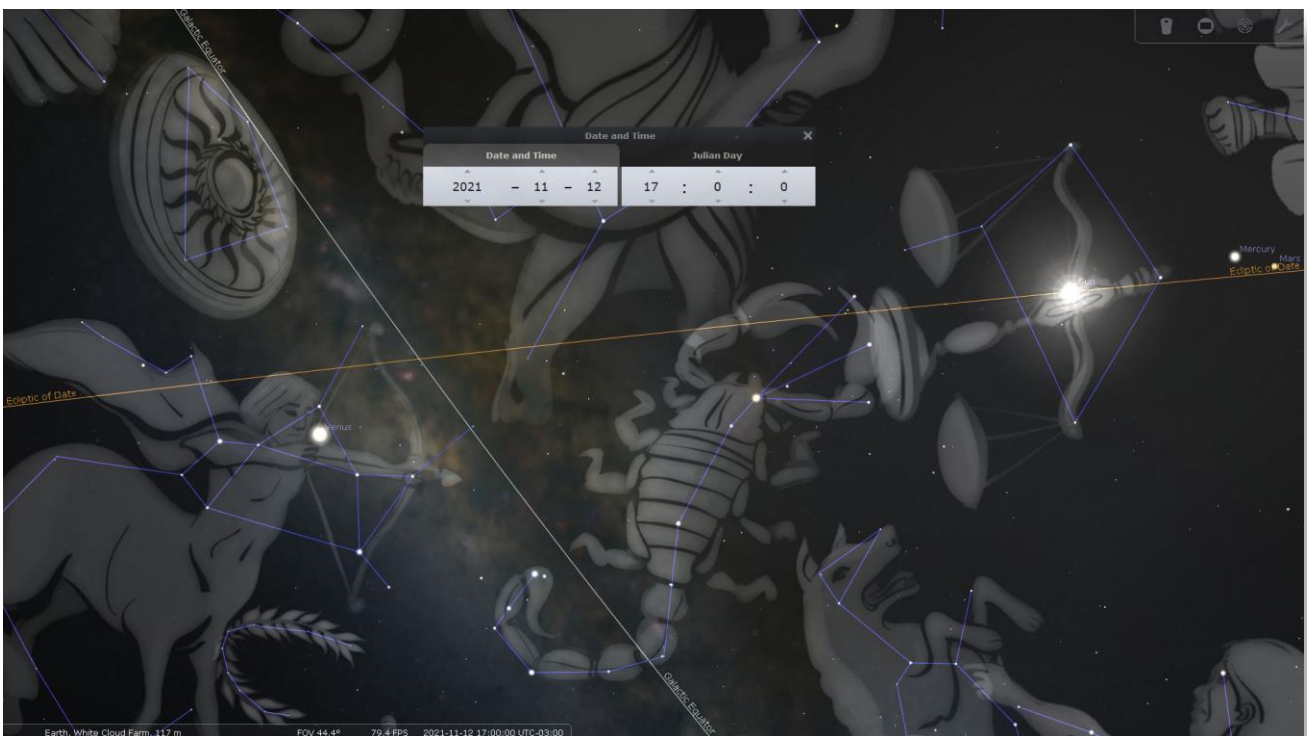 Galactic Equator
Date and Time
Date and Time
Julian Day
2021 - 11 - 12 17 : 0 : 0
Mercury
Mars
Ecliptic of Date
Sun
Ecliptic of Date
Venus
Galactic Equator
Earth, White Cloud Farm, 117 m FOV 44.4° 79.4 FPS 2021-11-12 17:00:00 UTC-03:00